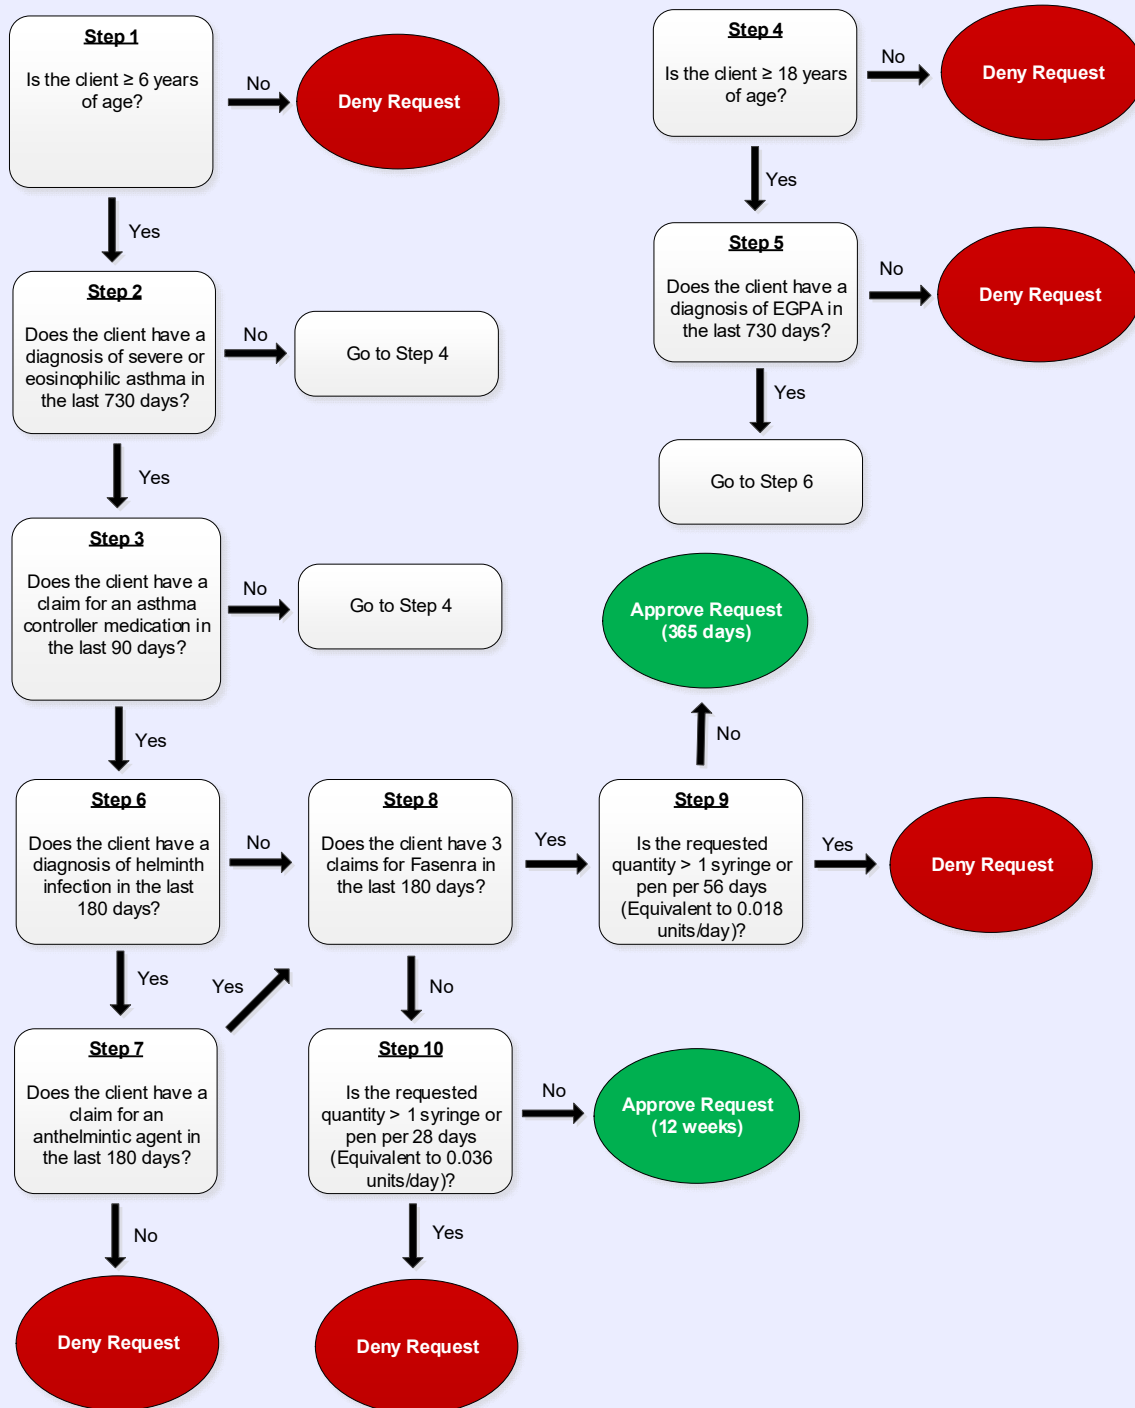 Step 1
Is the client ≥ 6 years
of age?
No
Deny Request
Yes
Step 2
Does the client have a
diagnosis of severe or
eosinophilic asthma in
the last 730 days?
No
Go to Step 4
Yes
Step 3
Does the client have a
claim for an asthma
controller medication in
the last 90 days?
No
Go to Step 4
Yes
Step 4
Is the client ≥ 18 years
of age?
No
Deny Request
Yes
Step 5
Does the client have a
diagnosis of EGPA in
the last 730 days?
No
Deny Request
Yes
Go to Step 6
Step 6
Does the client have a
diagnosis of helminth
infection in the last
180 days?
No
Yes
Step 7
Does the client have a
claim for an
anthelmintic agent in
the last 180 days?
Yes
No
Deny Request
Step 8
Does the client have 3
claims for Fasenra in
the last 180 days?
Yes
No
Step 9
Is the requested
quantity > 1 syringe or
pen per 56 days
(Equivalent to 0.018
units/day)?
Yes
Deny Request
No
Approve Request
(365 days)
Step 10
Is the requested
quantity > 1 syringe or
pen per 28 days
(Equivalent to 0.036
units/day)?
No
Approve Request
(12 weeks)
Yes
Deny Request